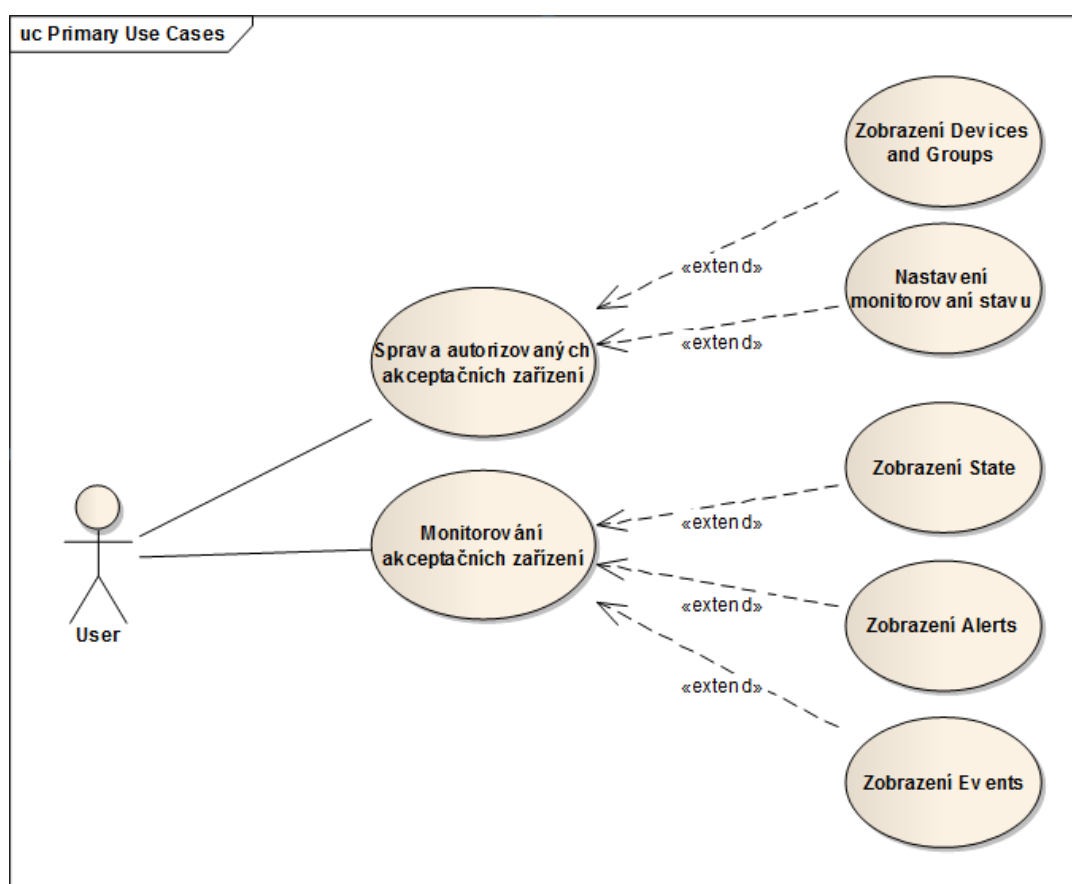 uc Primary Use Cases
Zobrazení Devices
and Groups
«extend»
Nastavení
monitorovaní stavu
«extend»
Sprava autorizovaných
akceptačních zařízení
Zobrazení State
«extend»
Monitorování
akceptačních zařízení
«extend»
Zobrazení Alerts
User
«extend»
Zobrazení Events